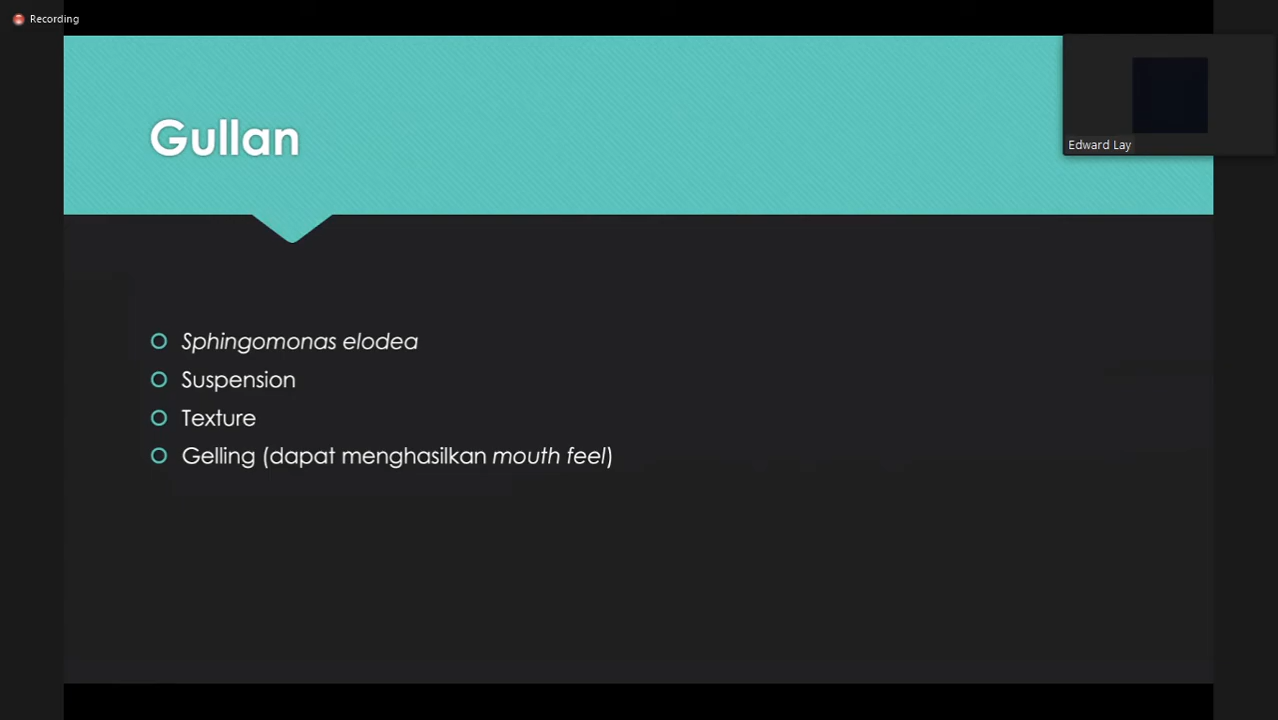 Recording
Gullan
Edward Lay
Sphingomonas elodea
Suspension
Texture
Gelling (dapat menghasilkan mouth feel)